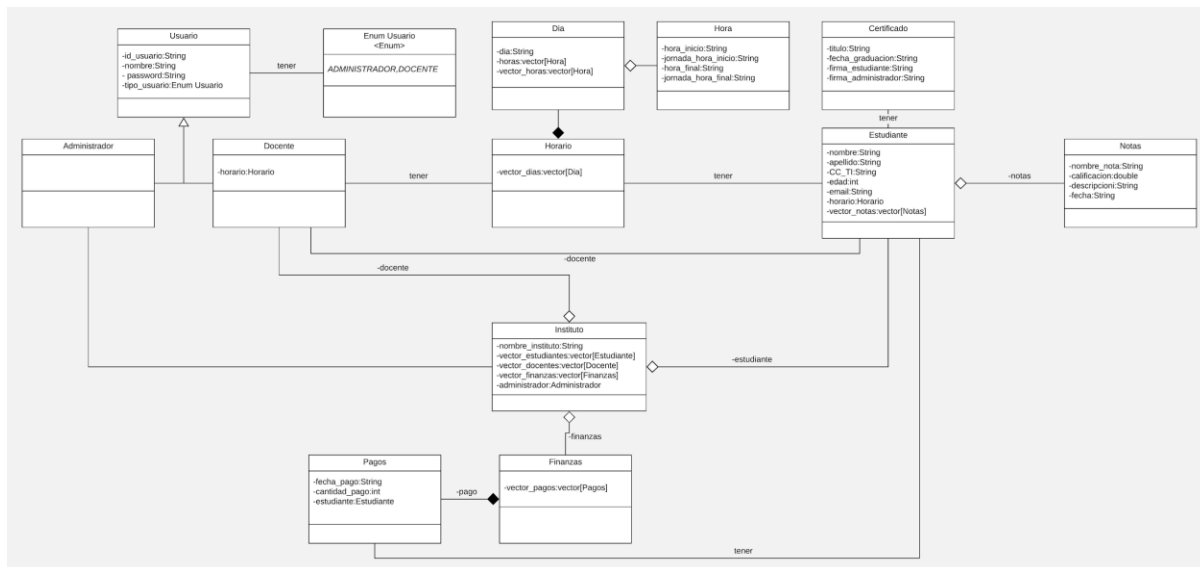 Usuario
-id_usuario:String
-nombre:String
- password:String
-tipo_usuario:Enum Usuario
tener
Enum Usuario
<Enum>
ADMINISTRADOR,DOCENTE
Dia
-dia:String
-horas:vector[Hora]
-vector_horas:vector[Hora]
Hora
-hora_inicio:String
-jornada_hora_inicio:String
-hora_final:String
-jornada_hora_final:String
Certificado
-titulo:String
-fecha_graduacion:String
-firma_estudiante:String
-firma_administrador:String
tener
Administrador
Docente
-horario:Horario
tener
Horario
-vector_dias:vector[Dia]
tener
Estudiante
-nombre:String
-apellido:String
-CC_TI:String
-edad:int
-email:String
-horario:Horario
-vector_notas:vector[Notas]
-notas
Notas
-nombre_nota:String
-calificacion:double
-descripcioni:String
-fecha:String
-docente
-docente
Instituto
-nombre_instituto:String
-vector_estudiantes:vector[Estudiante]
-vector_docentes:vector[Docente]
-vector_finanzas:vector[Finanzas]
-administrador:Administrador
-estudiante
-finanzas
Pagos
-fecha_pago:String
-cantidad_pago:int
-estudiante:Estudiante
-pago
Finanzas
-vector_pagos:vector[Pagos]
tener